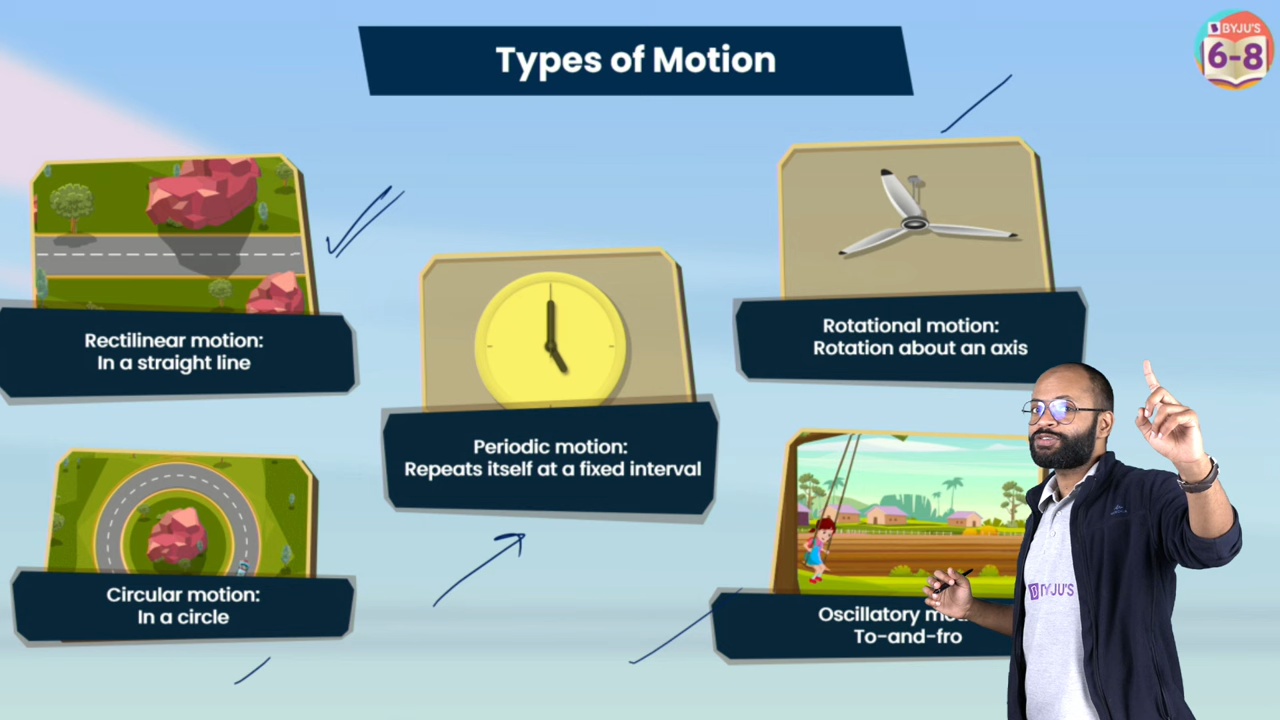 Types of Motion
BYJU'S
6-8
Rectilinear motion:
In a straight line
Periodic motion:
Repeats itself at a fixed interval
Rotational motion:
Rotation about an axis
Circular motion:
In a circle
Oscillatory
To-and-fro
BYJU'S